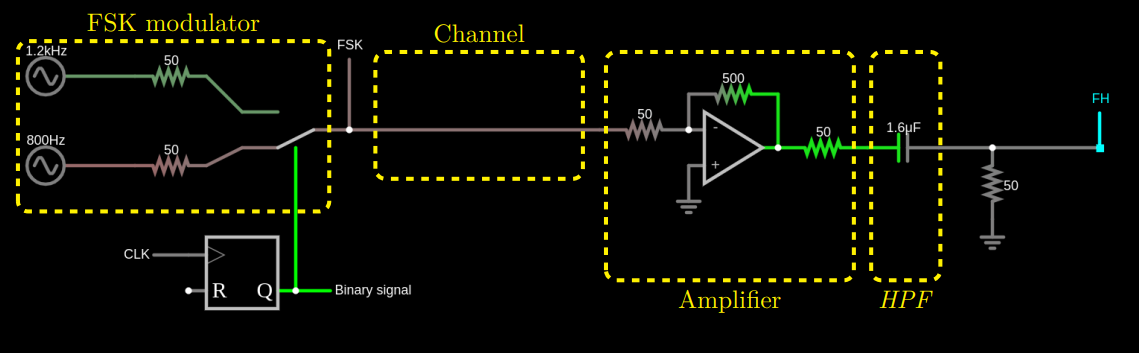 FSK modulator
Channel
1.2kHz
50
FSK
500
50
FH
800Hz
50
50
1.6μF
-
+
50
CLK
R
Q
Binary signal
Amplifier
HPF